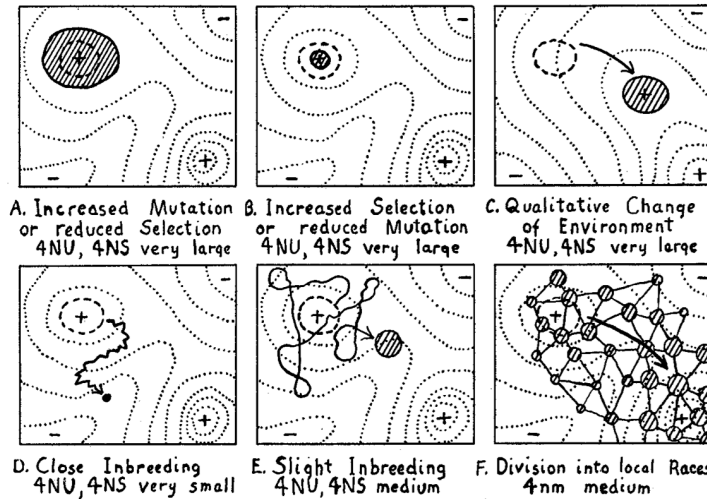 A. Increased Mutation
or reduced Selection
4NU, 4NS very large
B. Increased Selection
or reduced Mutation
4NU, 4NS very large
C. Qualitative Change
of Environment
4NU, 4NS very large
D. Close Inbreeding
4NU, 4NS very small
E. Slight Inbreeding
4NU, 4NS medium
F. Division into local Races
4nm medium